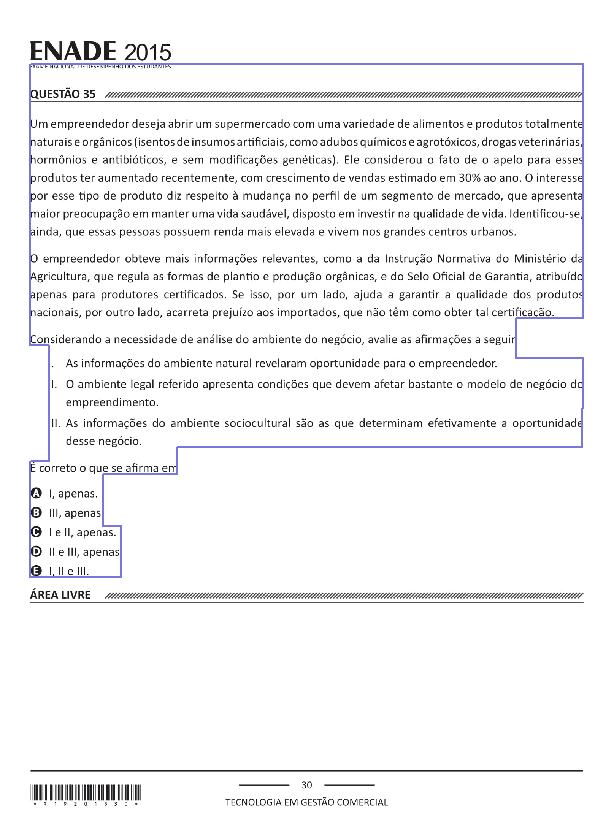 ENADE 2015
EXAME NACIONAL DE DESEMPENHO DOS ESTUDANTES
QUESTÃO 35
Um empreendedor deseja abrir um supermercado com uma variedade de alimentos e produtos totalmente
naturais e orgânicos (isentos de insumos artificiais, como adubos químicos e agrotóxicos, drogas veterinárias,
hormônios e antibióticos, e sem modificações genéticas). Ele considerou o fato de o apelo para esses
produtos ter aumentado recentemente, com crescimento de vendas estimado em 30% ao ano. O interesse
por esse tipo de produto diz respeito à mudança no perfil de um segmento de mercado, que apresenta
maior preocupação em manter uma vida saudável, disposto em investir na qualidade de vida. Identificou-se,
ainda, que essas pessoas possuem renda mais elevada e vivem nos grandes centros urbanos.
O empreendedor obteve mais informações relevantes, como a da Instrução Normativa do Ministério da
Agricultura, que regula as formas de plantio e produção orgânicas, e do Selo Oficial de Garantia, atribuído
apenas para produtores certificados. Se isso, por um lado, ajuda a garantir a qualidade dos produtos
nacionais, por outro lado, acarreta prejuízo aos importados, que não têm como obter tal certificação.
Considerando a necessidade de análise do ambiente do negócio, avalie as afirmações a seguir
. As informações do ambiente natural revelaram oportunidade para o empreendedor.
I. O ambiente legal referido apresenta condições que devem afetar bastante o modelo de negócio do
empreendimento.
II. As informações do ambiente sociocultural são as que determinam efetivamente a oportunidade
desse negócio.
É correto o que se afirma em
A I, apenas.
B III, apenas
C I e II, apenas.
D II e III, apenas
E I, II e III.
ÁREA LIVRE
30
TECNOLOGIA EM GESTÃO COMERCIAL